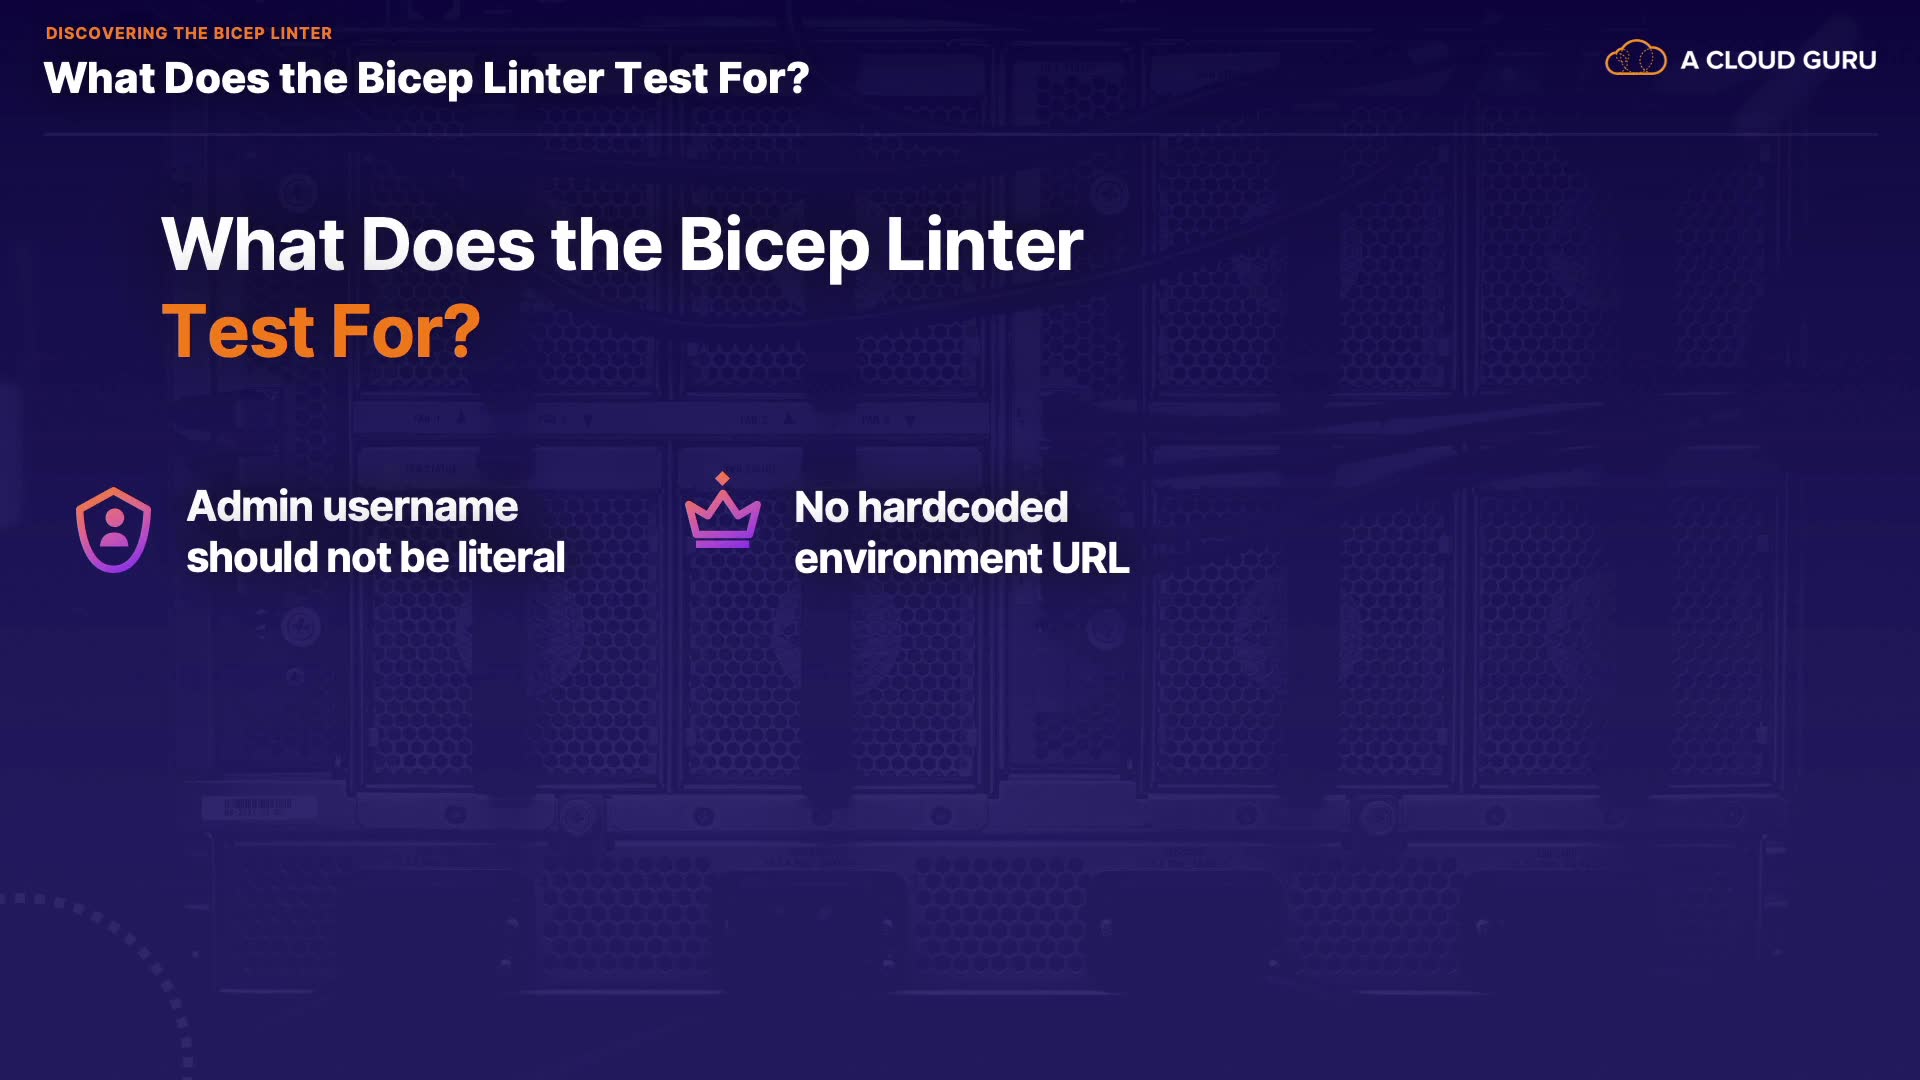 DISCOVERING THE BICEP LINTER
What Does the Bicep Linter Test For?
A CLOUD GURU
What Does the Bicep Linter
Test For?
Admin username
should not be literal
No hardcoded
environment URL